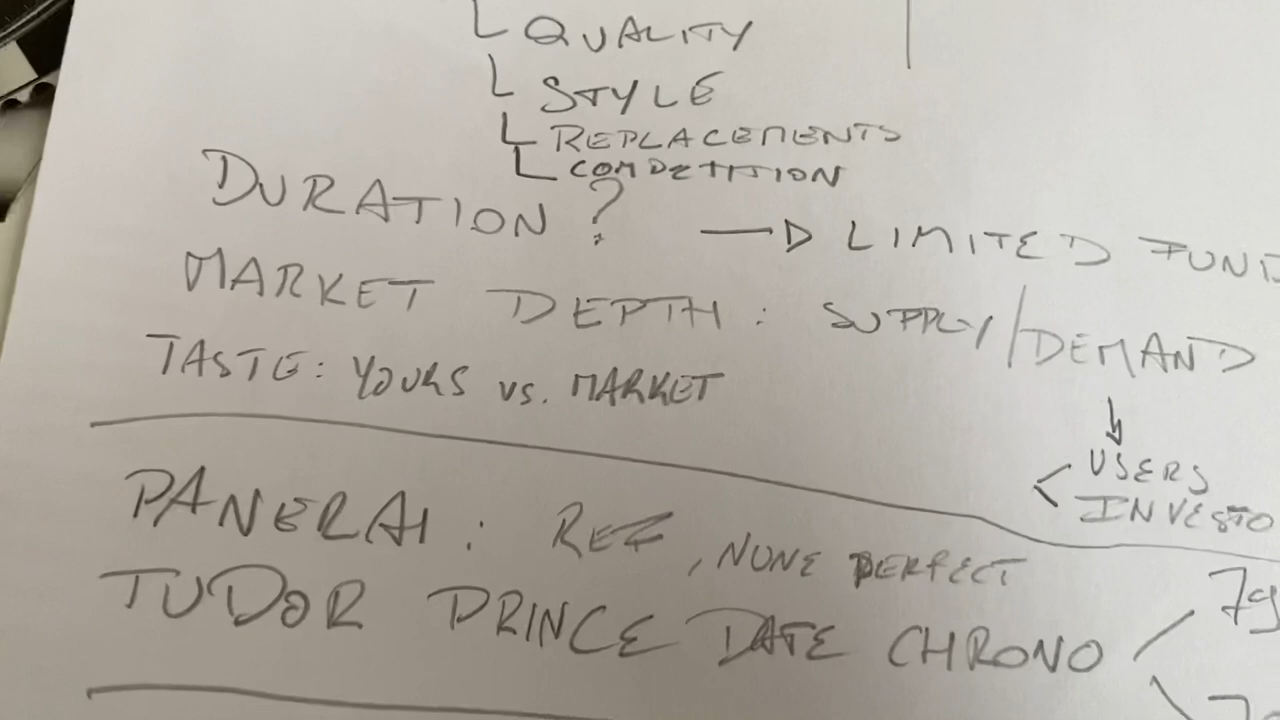 QUALITY
STYLE
REPLACEMENTS
COMPETITION
DURATION ?
→ LIMITED FUND
MARKET DEPTH : SUPPLY/DEMAND
TASTE: YOURS vs. MARKET
USERS
INVESTO
PANERAI : REF, NONE PERFECT
TUDOR PRINCE DATE CHRONO